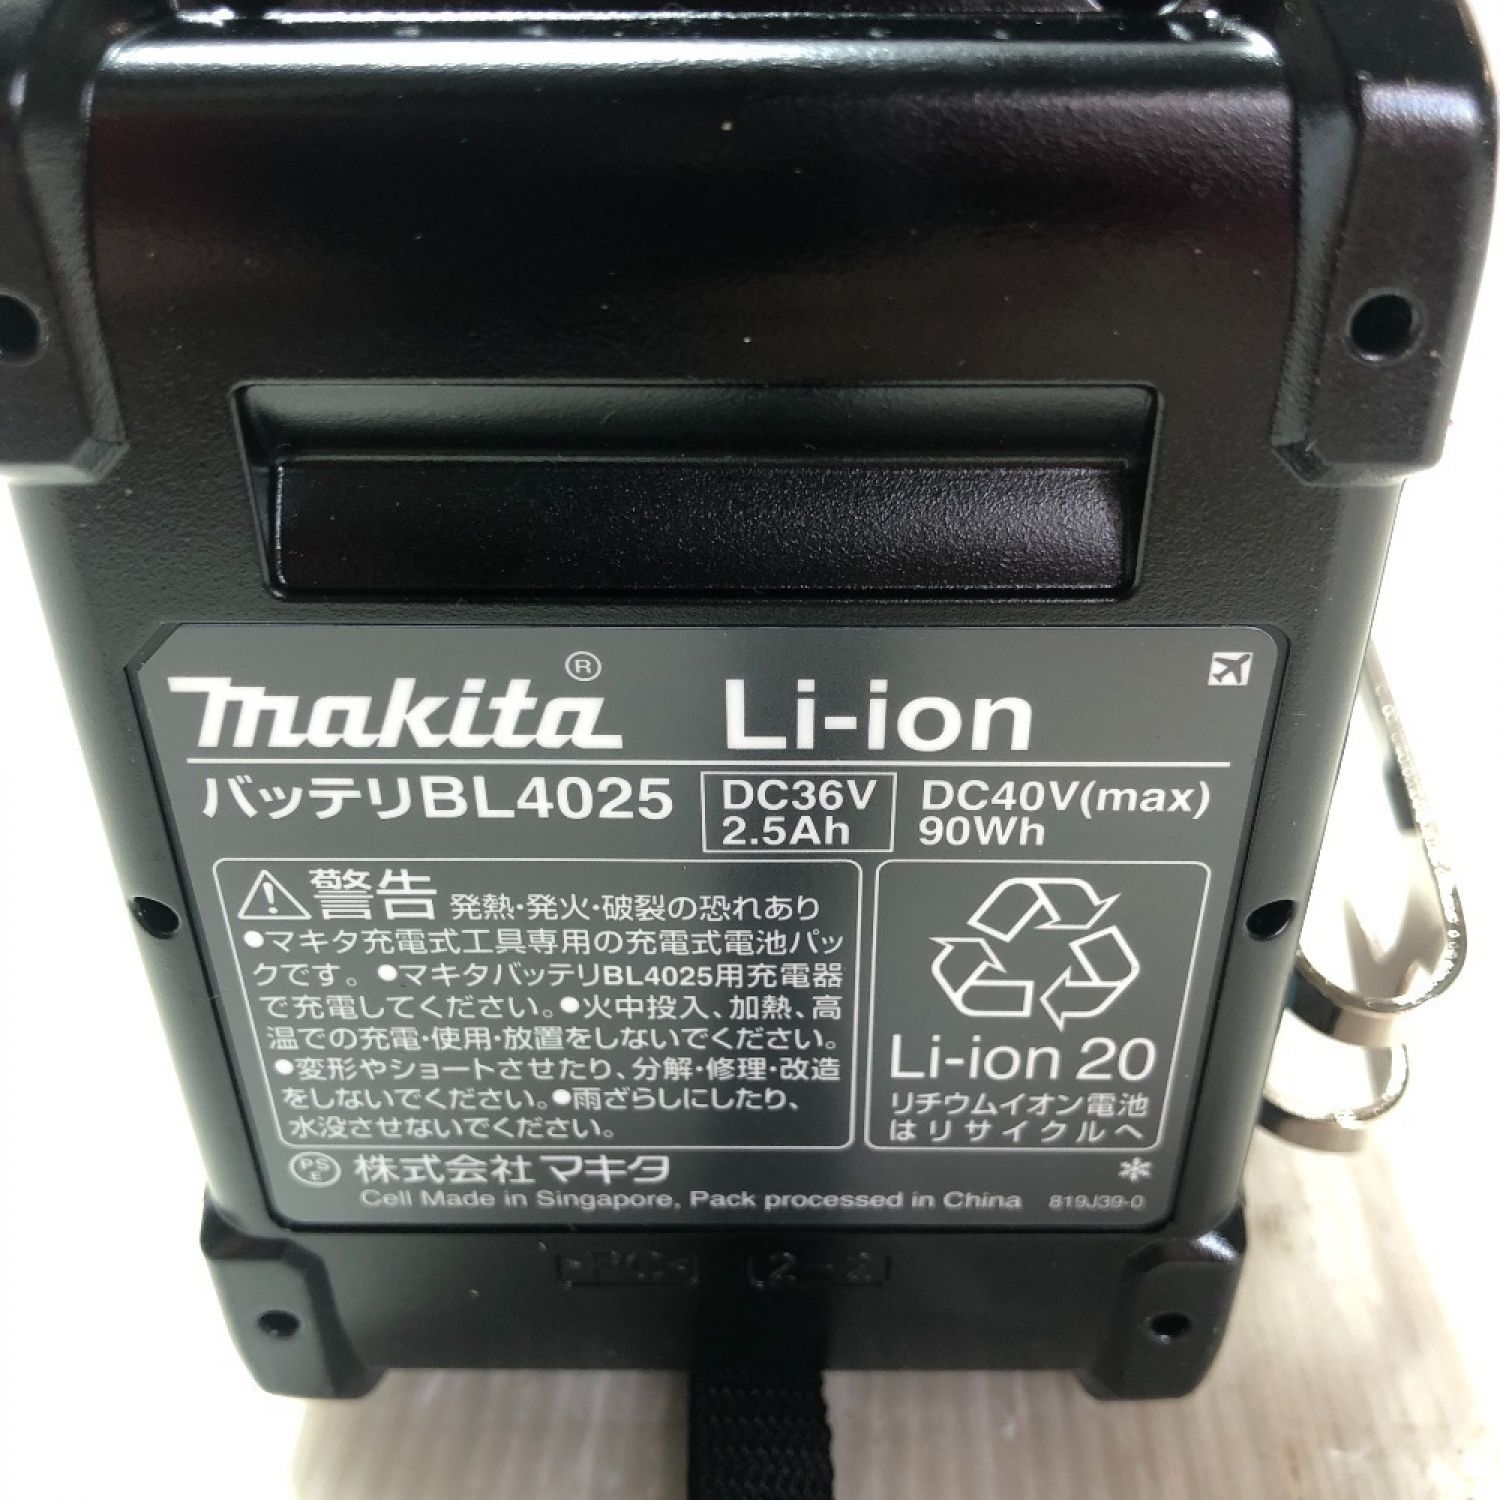 makita® Li-ion
バッテリBL4025 DC36V 2.5Ah DC40V(max) 90Wh
警告 発熱・発火・破裂の恐れあり
●マキタ充電式工具専用の充電式電池パッ
クです。●マキタバッテリBL4025用充電器
で充電してください。●火中投入、加熱、高
温での充電・使用・放置をしないでください。
●変形やショートさせたり、分解・修理・改造
をしないでください。●雨ざらしにしたり、
水没させないでください。
Li-ion 20
リチウムイオン電池
はリサイクルへ
PSE 株式会社マキタ
Cell Made in Singapore, Pack processed in China 819J39-0
>PC< 2-2